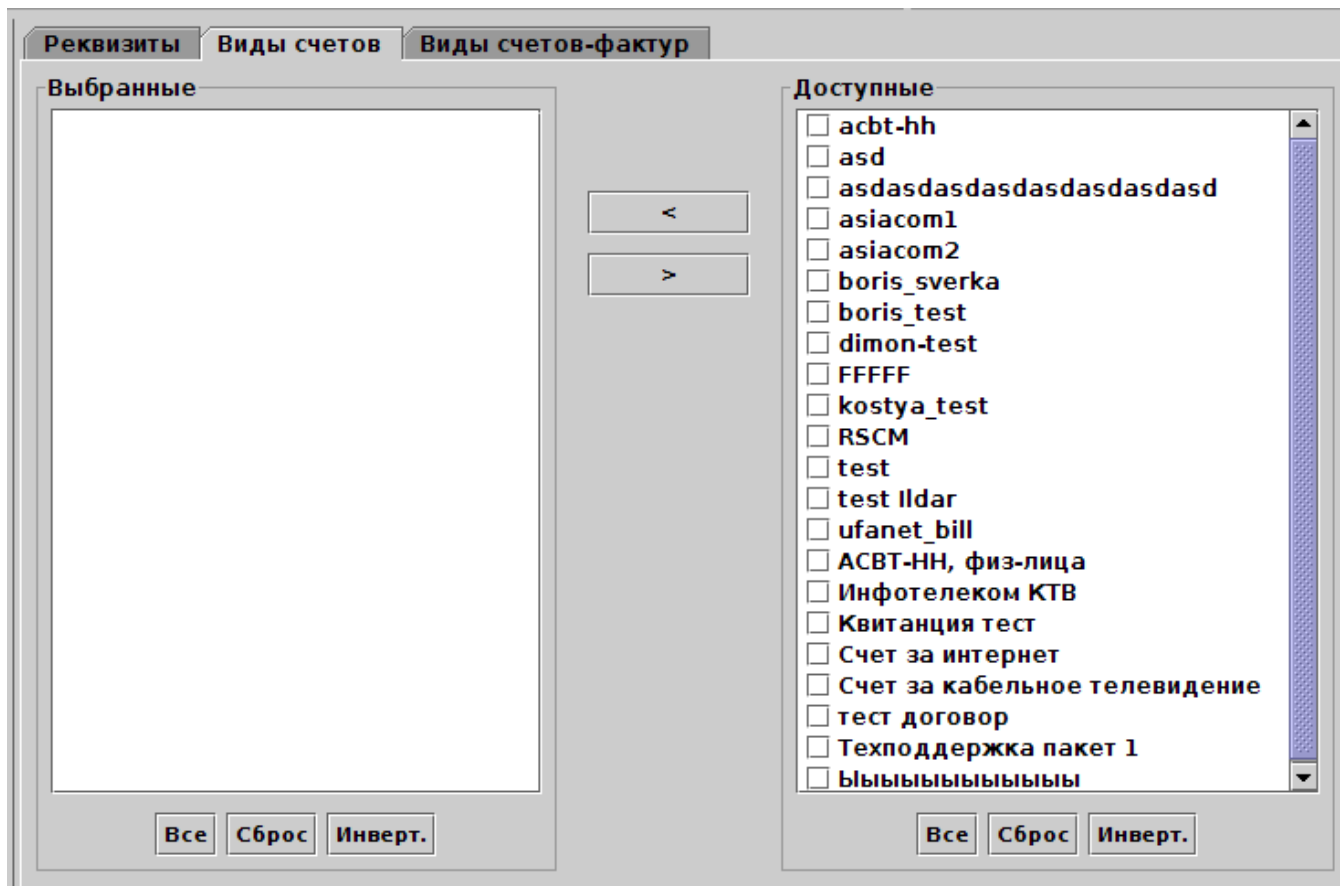 Реквизиты Виды счетов Виды счетов-фактур
Выбранные
Доступные
acbt-hh
asd
asdasdasdasdasdasdasdasd
asiacom1
asiacom2
boris_sverka
boris_test
dimon-test
FFFFF
kostya_test
RSCM
test
test Ildar
ufanet_bill
АСВТ-НН, физ-лица
Инфотелеком КТВ
Квитанция тест
Счет за интернет
Счет за кабельное телевидение
тест договор
Техподдержка пакет 1
Ыыыыыыыыыыы
<
>
Все Сброс Инверт.
Все Сброс Инверт.